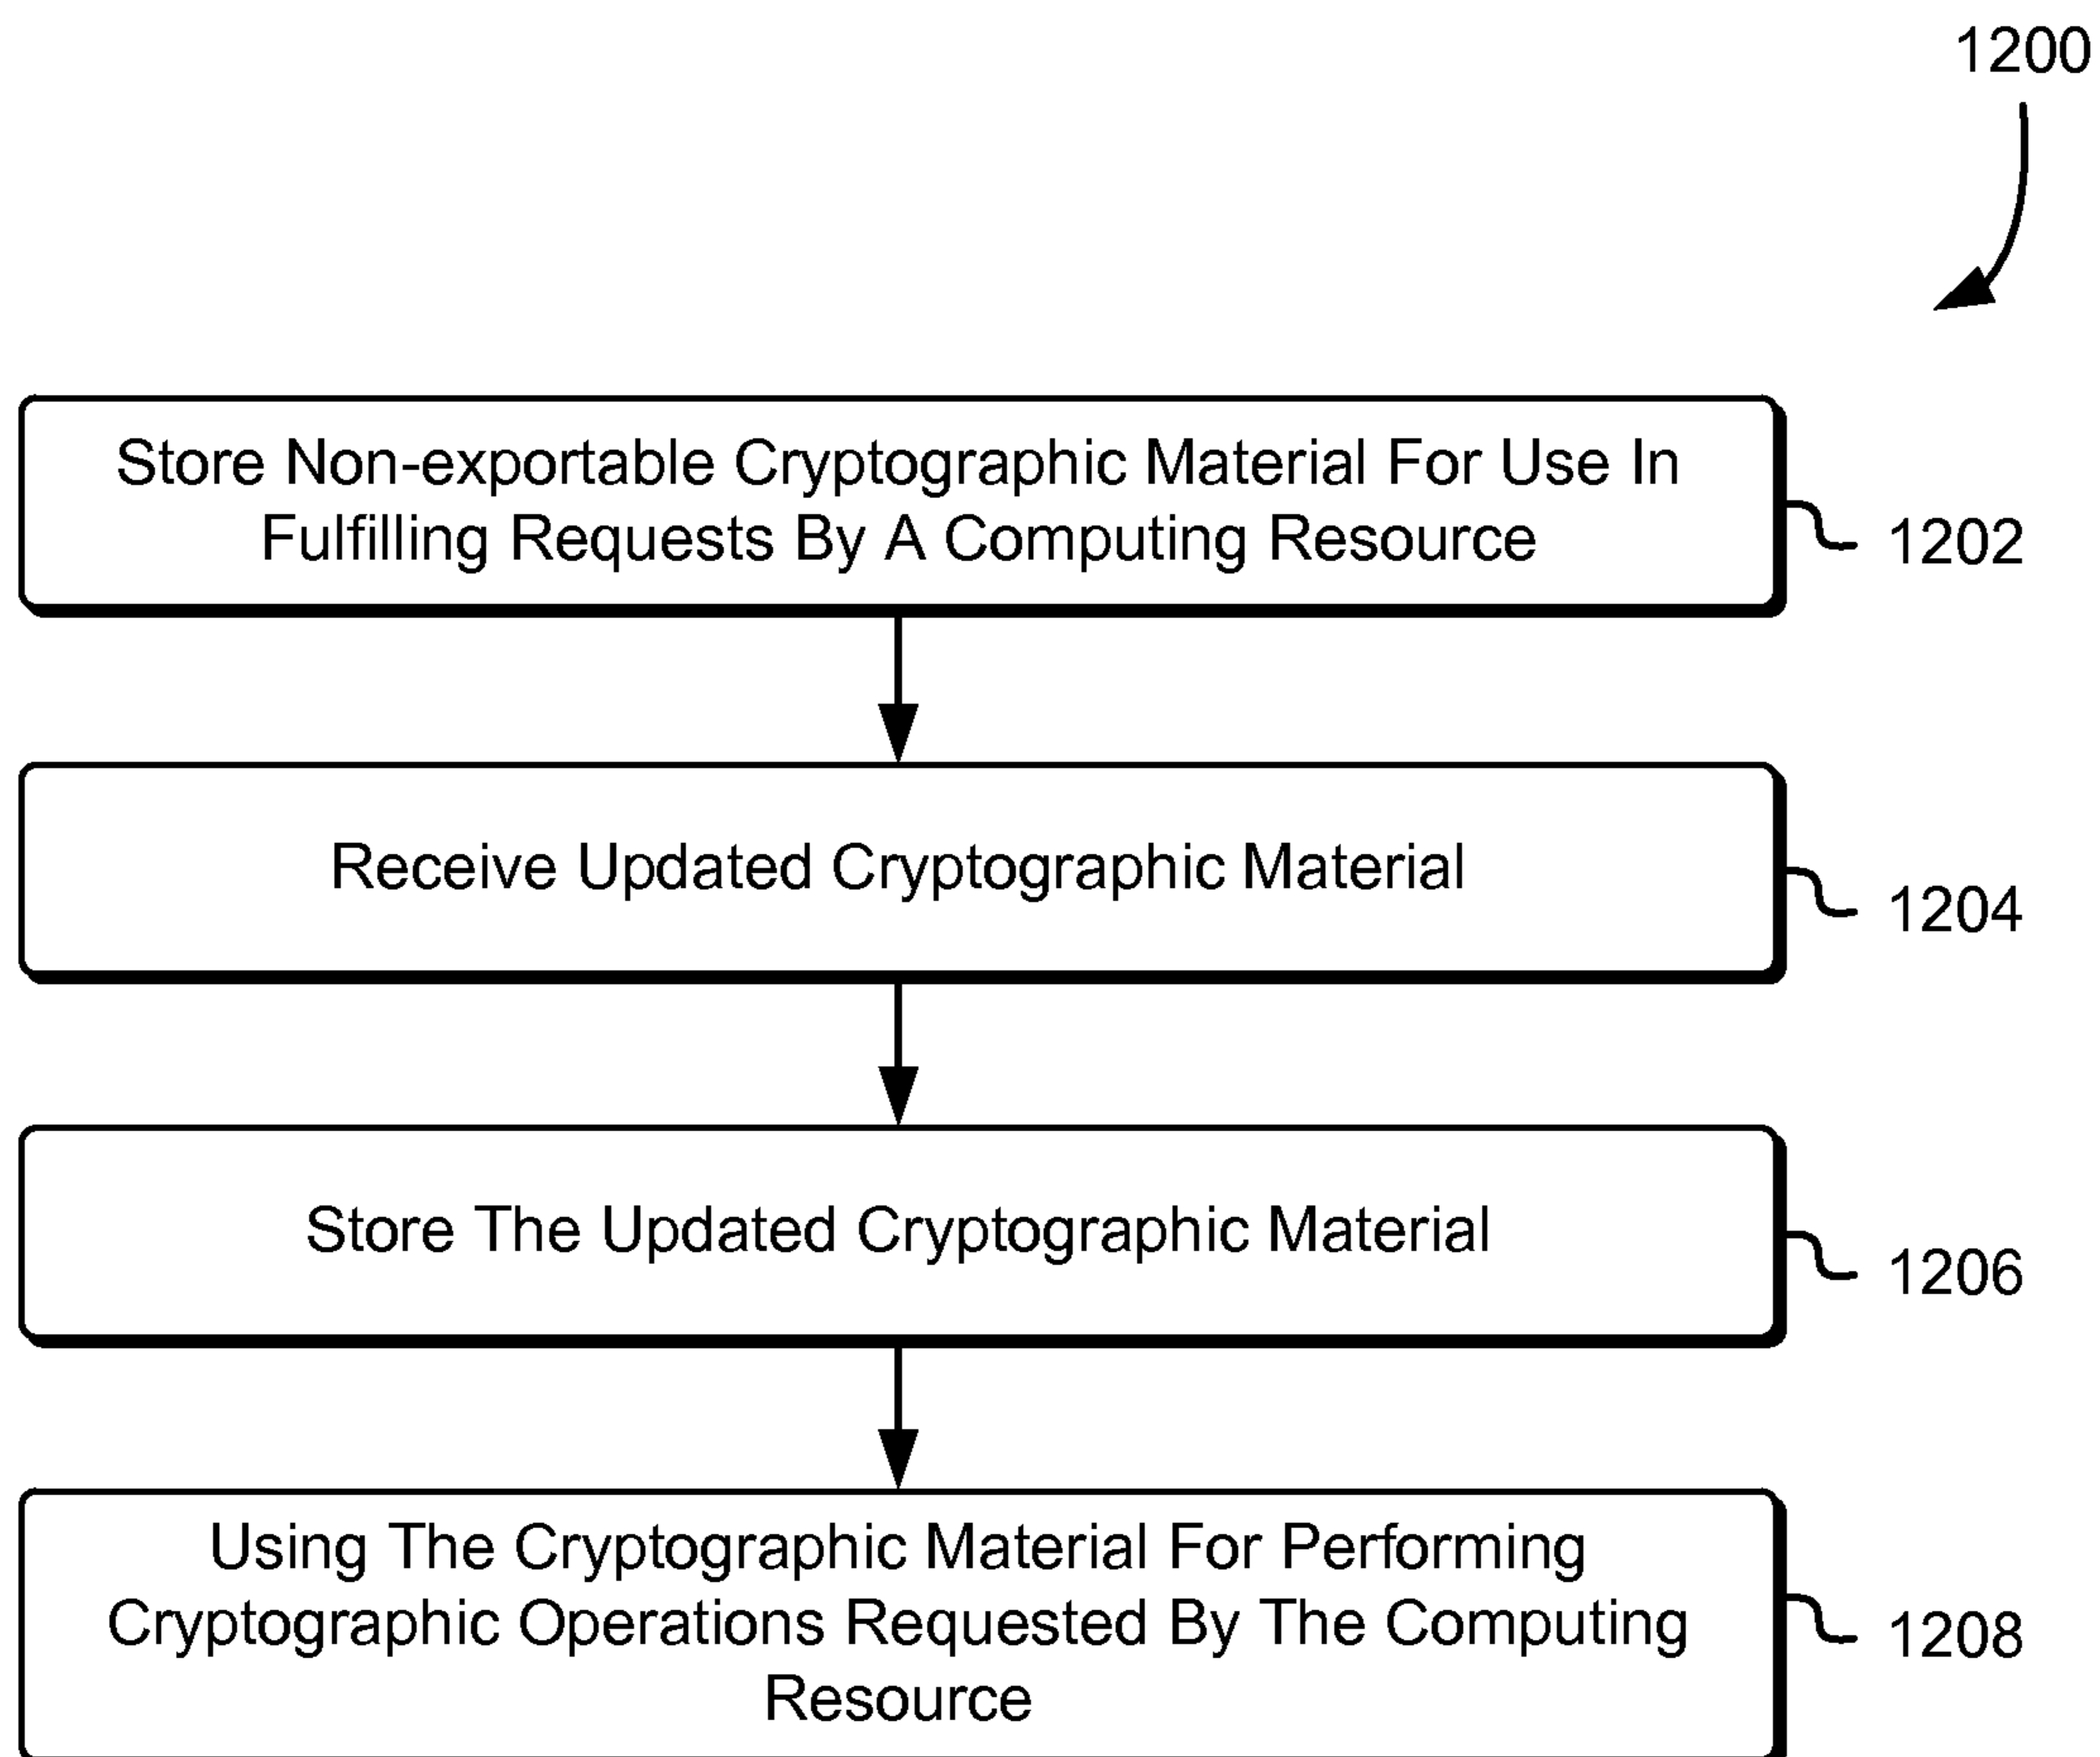 1200
Store Non-exportable Cryptographic Material For Use In
Fulfilling Requests By A Computing Resource
1202
Receive Updated Cryptographic Material
1204
Store The Updated Cryptographic Material
1206
Using The Cryptographic Material For Performing
Cryptographic Operations Requested By The Computing
Resource
1208